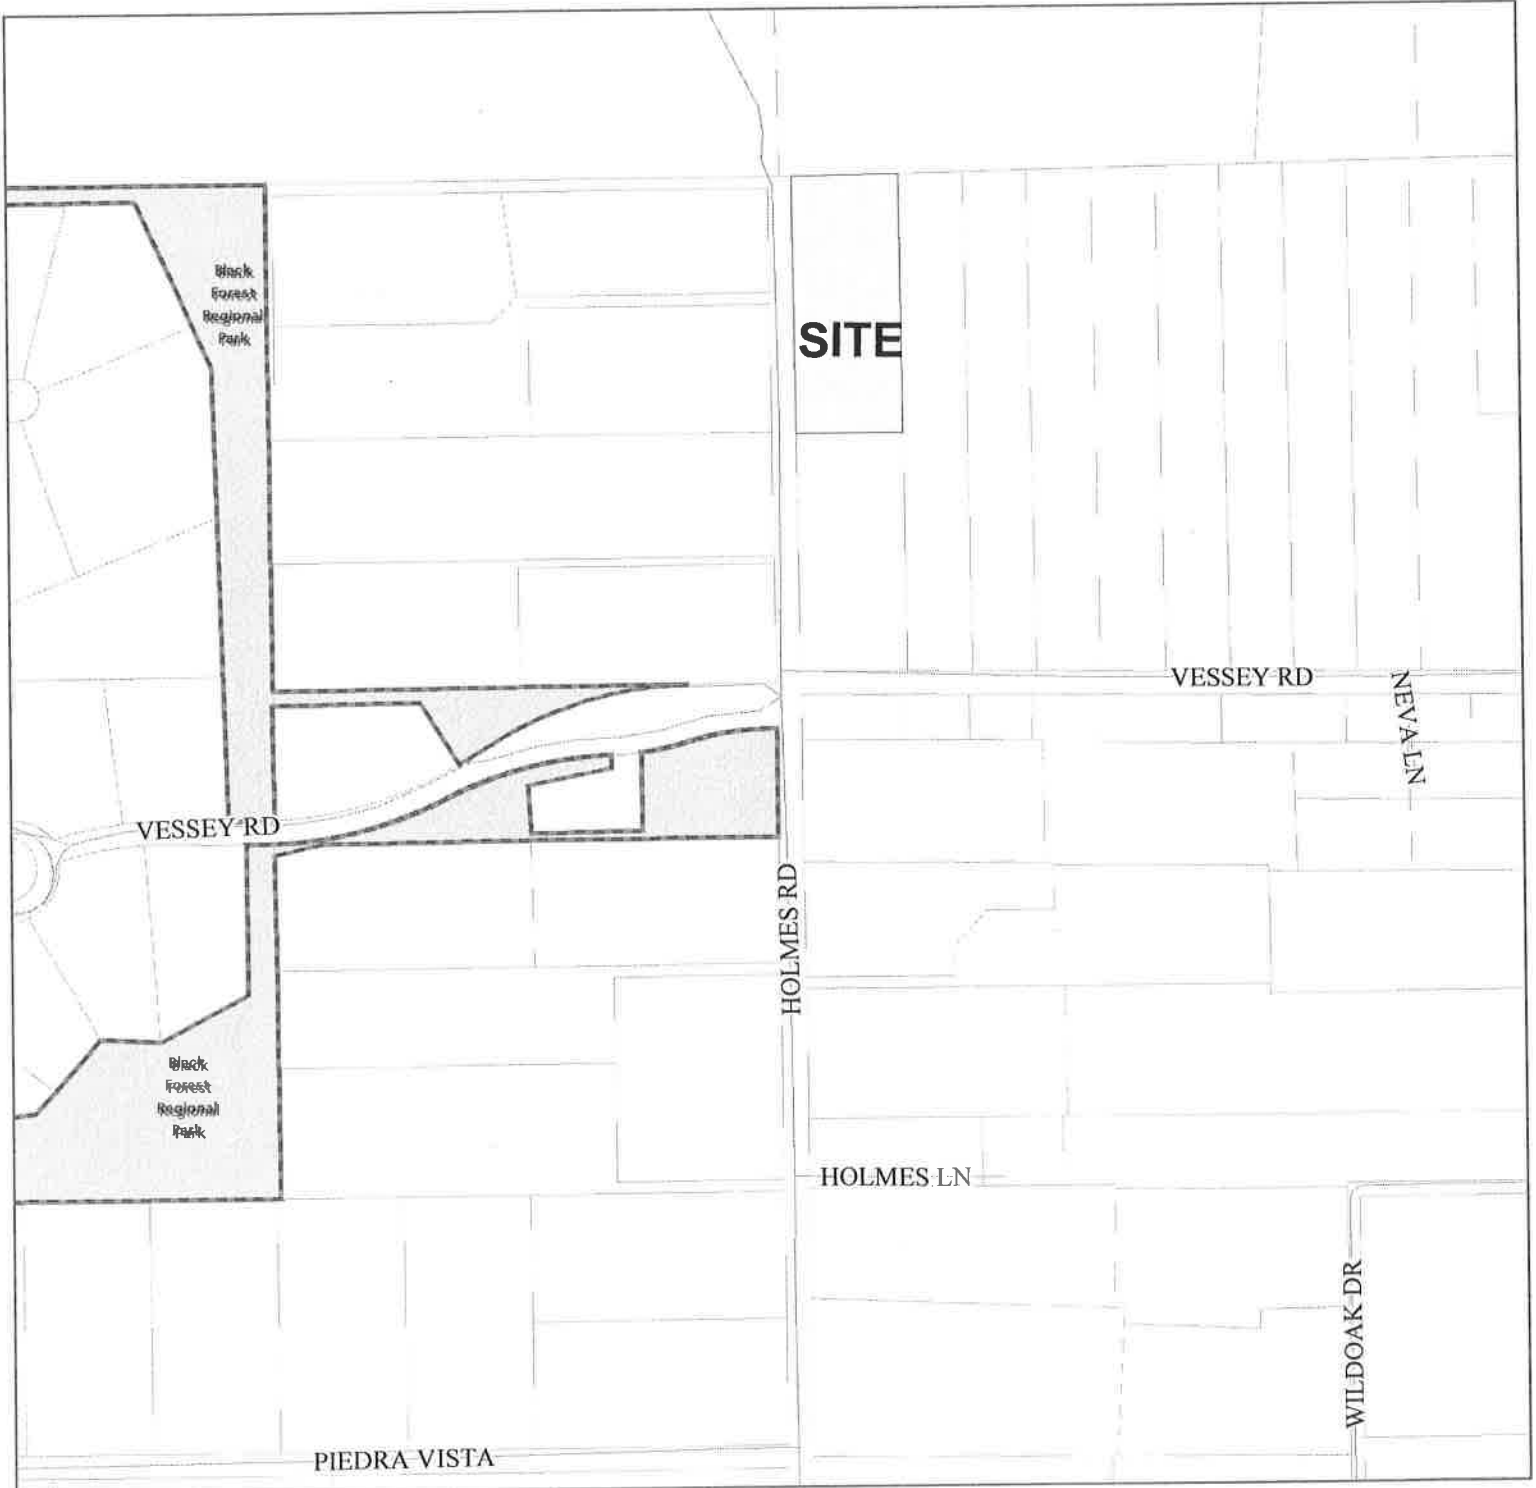 Black
Forest
Regional
Park
SITE
VESSEY RD
NEVA LN
VESSEY RD
HOLMES RD
Black
Forest
Regional
Park
HOLMES LN
WILDOAK DR
PIEDRA VISTA